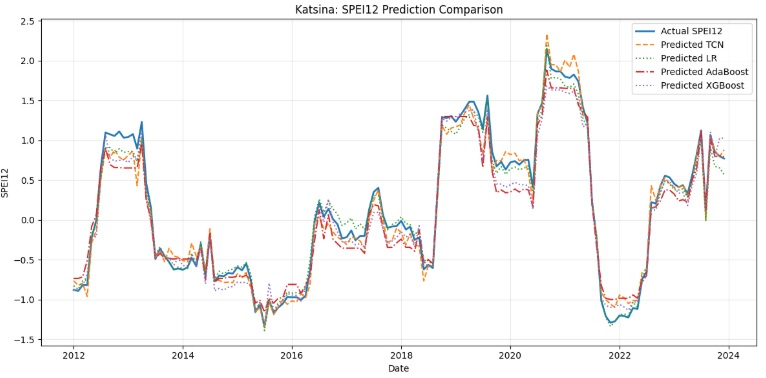 Katsina: SPEI12 Prediction Comparison
2.5
2.0
1.5
1.0
0.5
0.0
−0.5
−1.0
−1.5
SPEI12
Actual SPEI12
Predicted TCN
Predicted LR
Predicted AdaBoost
Predicted XGBoost
2012
2014
2016
2018
2020
2022
2024
Date